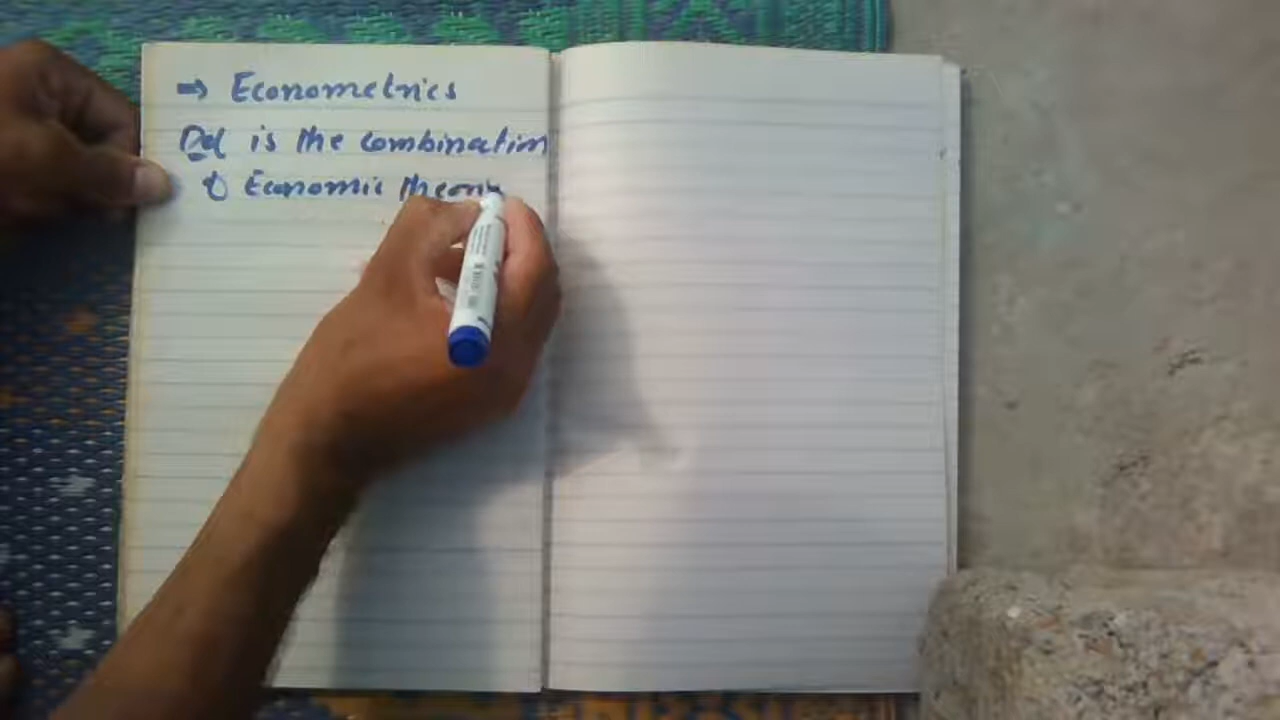 ⇒ Econometrics
Def is the combination
of Economic theory